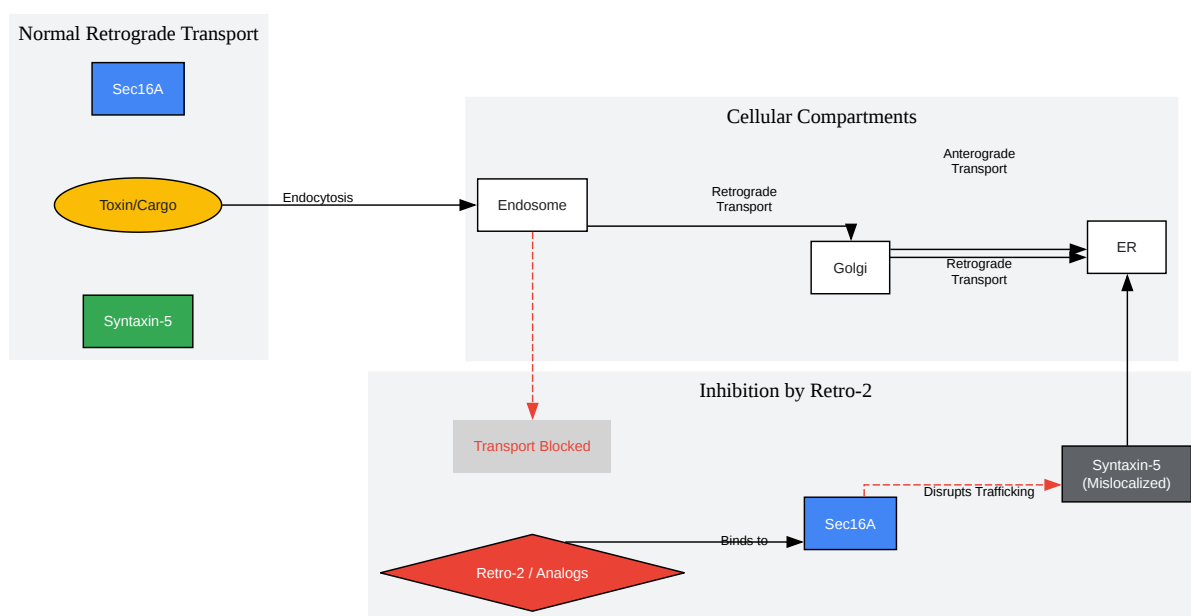 Normal Retrograde Transport
Sec16A
Toxin/Cargo
Syntaxin-5
Endocytosis
Cellular Compartments
Endosome
Retrograde
Transport
Golgi
Anterograde
Transport
Retrograde
Transport
ER
Inhibition by Retro-2
Transport Blocked
Retro-2 / Analogs
Binds to
Sec16A
Disrupts Trafficking
Syntaxin-5
(Mislocalized)